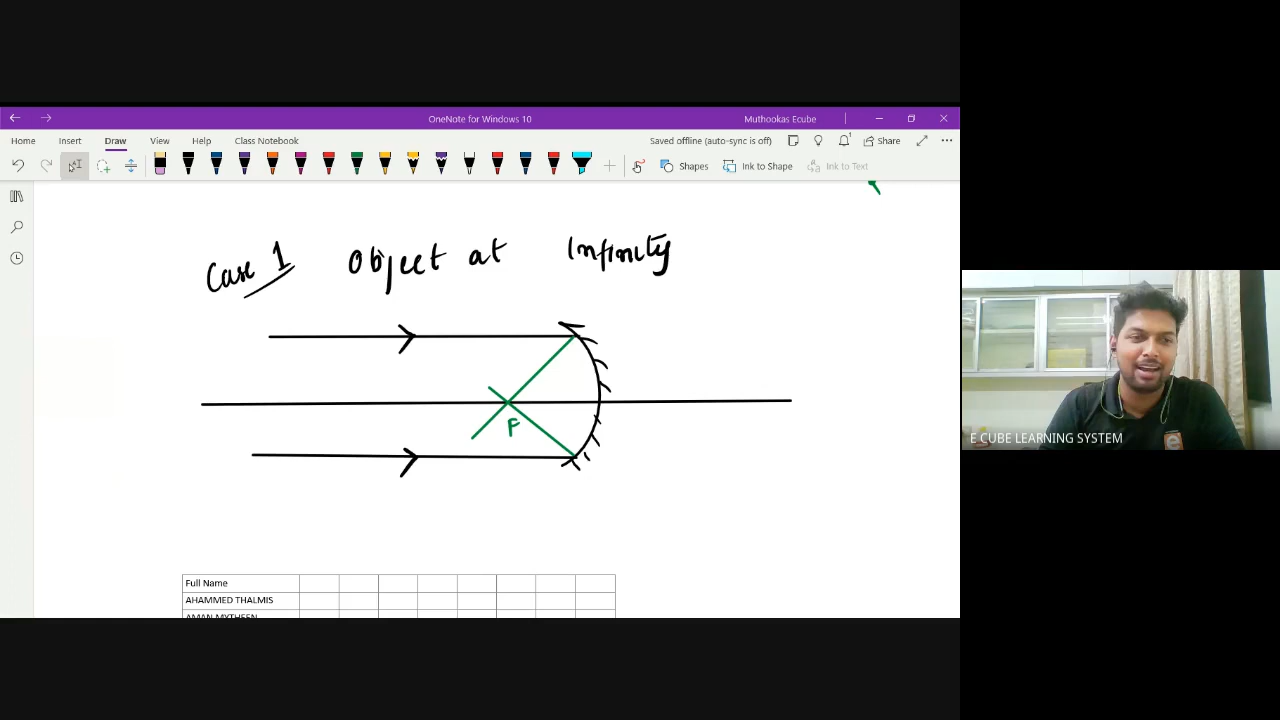 OneNote for Windows 10
Muthookas Ecube
Home Insert Draw View Help Class Notebook
Saved offline (auto-sync is off)
Share
Shapes
Ink to Shape
Ink to Text
Case 1 Object at Infinity
F
Full Name
AHAMMED THALMIS
AMAN MYTHEEN
E CUBE LEARNING SYSTEM